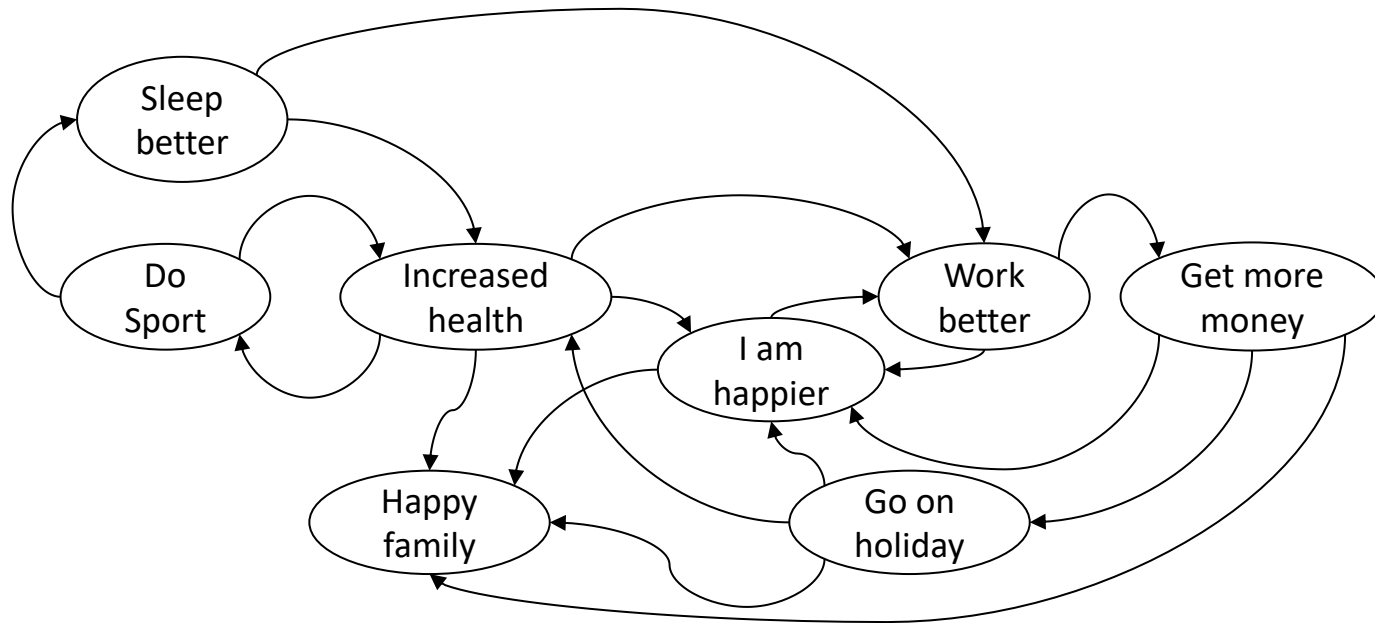 Sleep
better
Do
Sport
Increased
health
Work
better
Get more
money
I am
happier
Happy
family
Go on
holiday